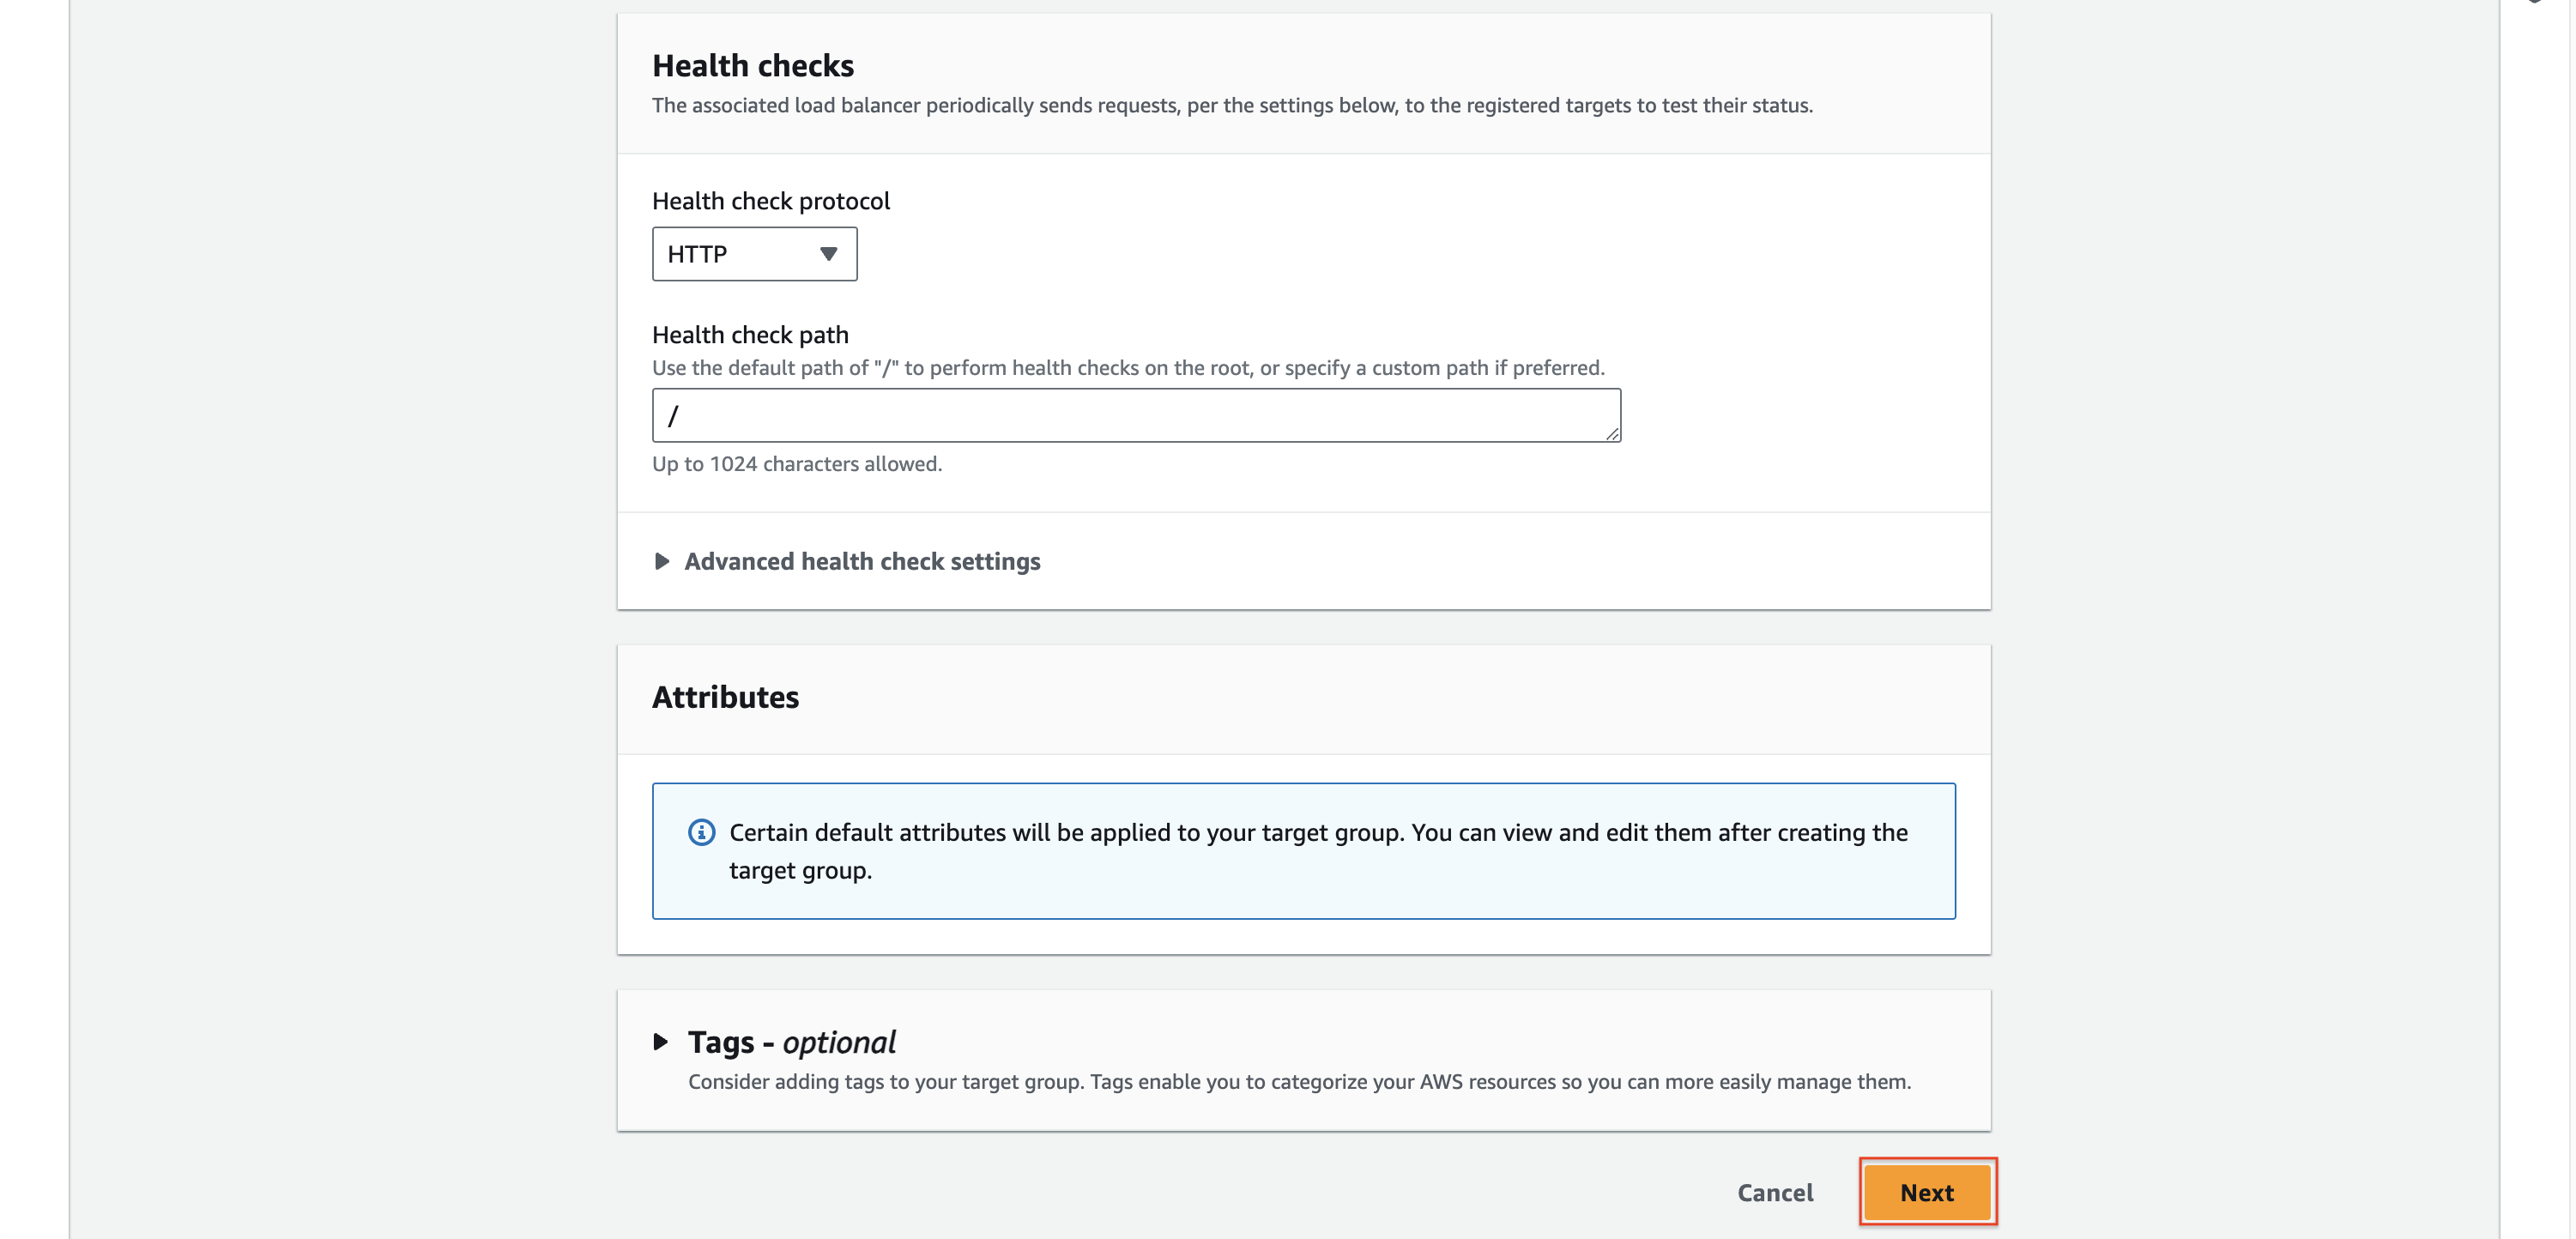 Health checks
The associated load balancer periodically sends requests, per the settings below, to the registered targets to test their status.
Health check protocol
HTTP
Health check path
Use the default path of "/" to perform health checks on the root, or specify a custom path if preferred.
/
Up to 1024 characters allowed.
Advanced health check settings
Attributes
Certain default attributes will be applied to your target group. You can view and edit them after creating the
target group.
Tags - optional
Consider adding tags to your target group. Tags enable you to categorize your AWS resources so you can more easily manage them.
Cancel
Next